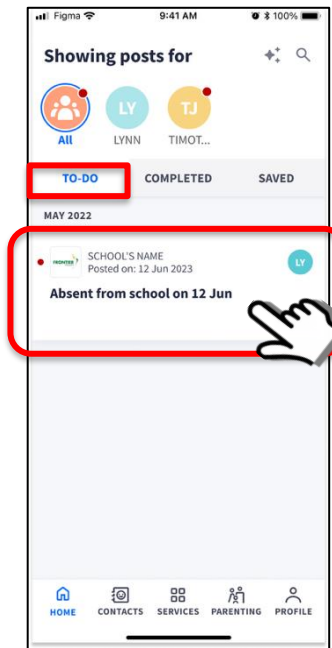 Figma 9:41 AM 100%
Showing posts for
LY TJ
All LYNN TIMOT...
TO-DO COMPLETED SAVED
MAY 2022
SCHOOL'S NAME
Posted on: 12 Jun 2023
LY
Absent from school on 12 Jun
HOME CONTACTS SERVICES PARENTING PROFILE